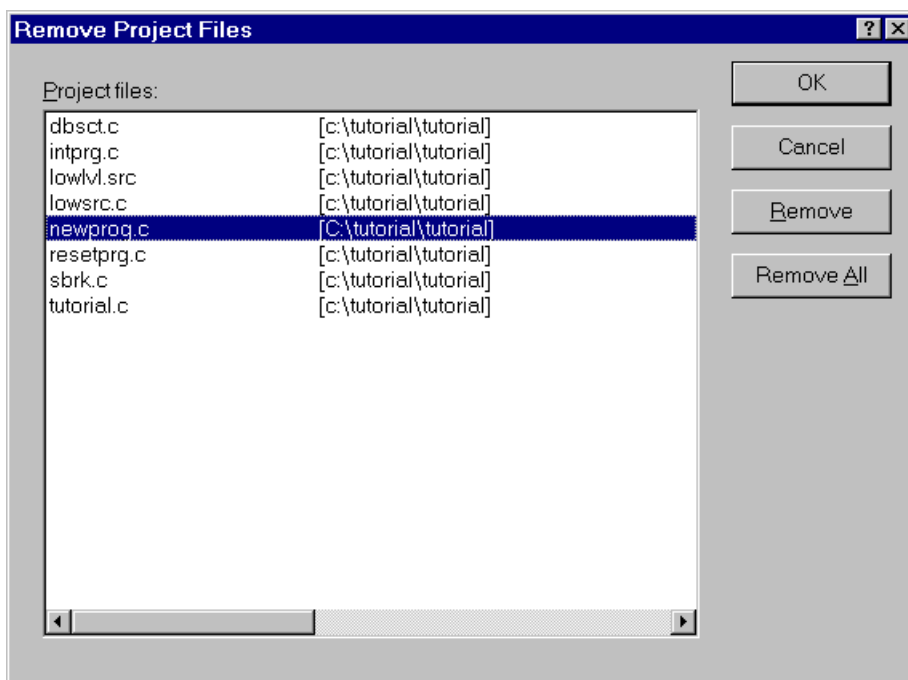 Remove Project Files
Project files:
dbsct.c [c:\tutorial\tutorial]
intprg.c [c:\tutorial\tutorial]
lowlvl.src [c:\tutorial\tutorial]
lowsrc.c [c:\tutorial\tutorial]
newprog.c [C:\tutorial\tutorial]
resetprg.c [c:\tutorial\tutorial]
sbrk.c [c:\tutorial\tutorial]
tutorial.c [c:\tutorial\tutorial]
OK
Cancel
Remove
Remove All